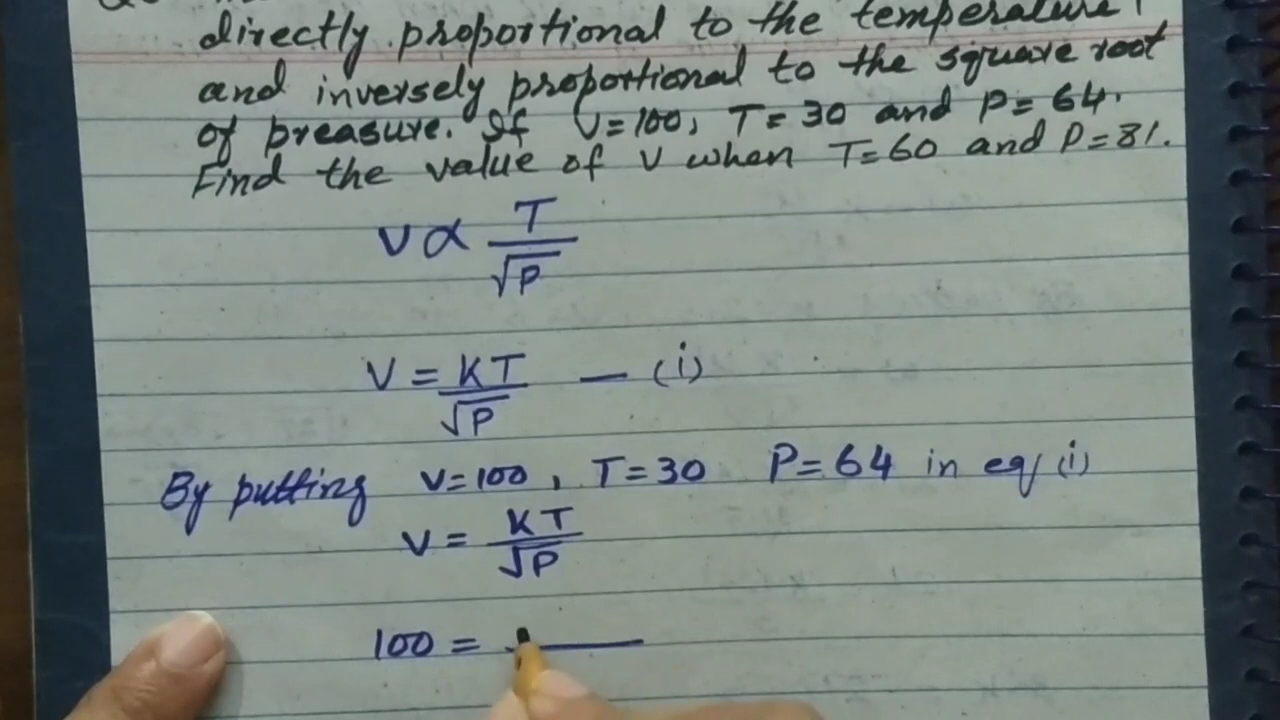 directly proportional to the temperature
and inversely proportional to the square root
of preasure. If V=100, T=30 and P=64.
Find the value of V when T=60 and P=81.
V ∝ T/√P
V = KT/√P — (i)
By putting V=100, T=30 P=64 in eq (i)
V = KT/√P
100 =